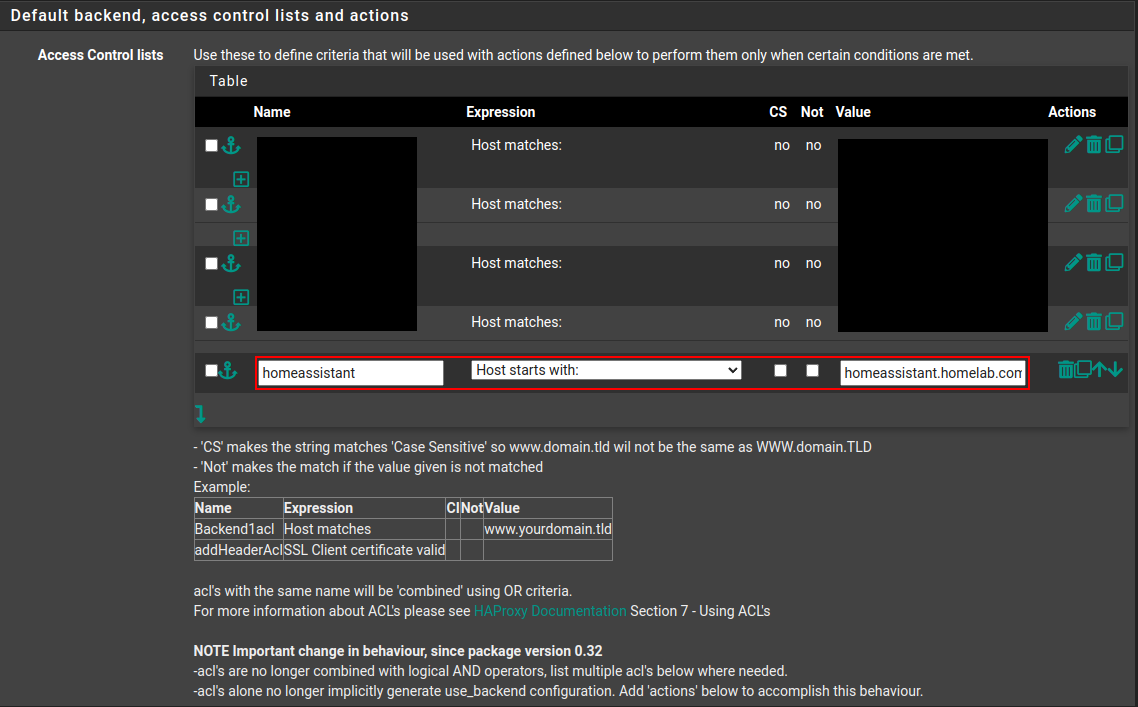 Default backend, access control lists and actions
Access Control lists Use these to define criteria that will be used with actions defined below to perform them only when certain conditions are met.
Table
Name Expression CS Not Value Actions
Host matches: no no
Host matches: no no
Host matches: no no
Host matches: no no
homeassistant Host starts with: homeassistant.homelab.com
- 'CS' makes the string matches 'Case Sensitive' so www.domain.tld wil not be the same as WWW.domain.TLD
- 'Not' makes the match if the value given is not matched
Example:
Name Expression CI Not Value
Backend1acl Host matches www.yourdomain.tld
addHeaderAcl SSL Client certificate valid
acl's with the same name will be 'combined' using OR criteria.
For more information about ACL's please see HAProxy Documentation Section 7 - Using ACL's
NOTE Important change in behaviour, since package version 0.32
-acl's are no longer combined with logical AND operators, list multiple acl's below where needed.
-acl's alone no longer implicitly generate use_backend configuration. Add 'actions' below to accomplish this behaviour.